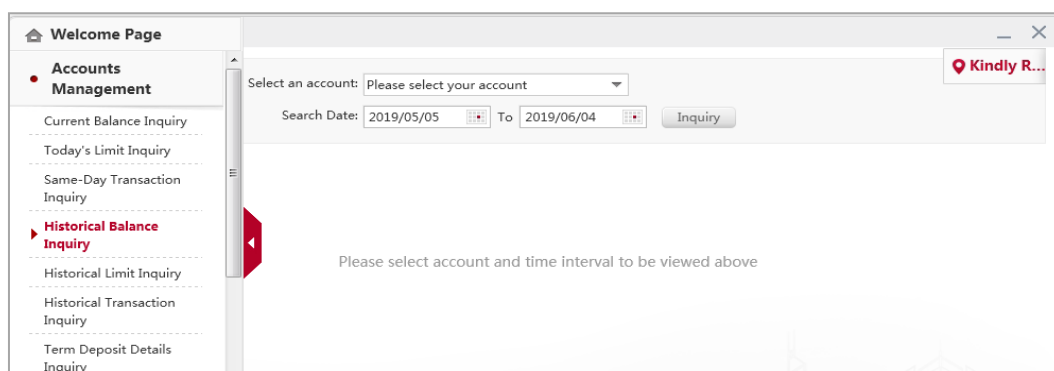 Welcome Page
Accounts
Management
Current Balance Inquiry
Today's Limit Inquiry
Same-Day Transaction
Inquiry
Historical Balance
Inquiry
Historical Limit Inquiry
Historical Transaction
Inquiry
Term Deposit Details
Inquiry
Kindly R...
Select an account: Please select your account
Search Date: 2019/05/05 To 2019/06/04 Inquiry
Please select account and time interval to be viewed above